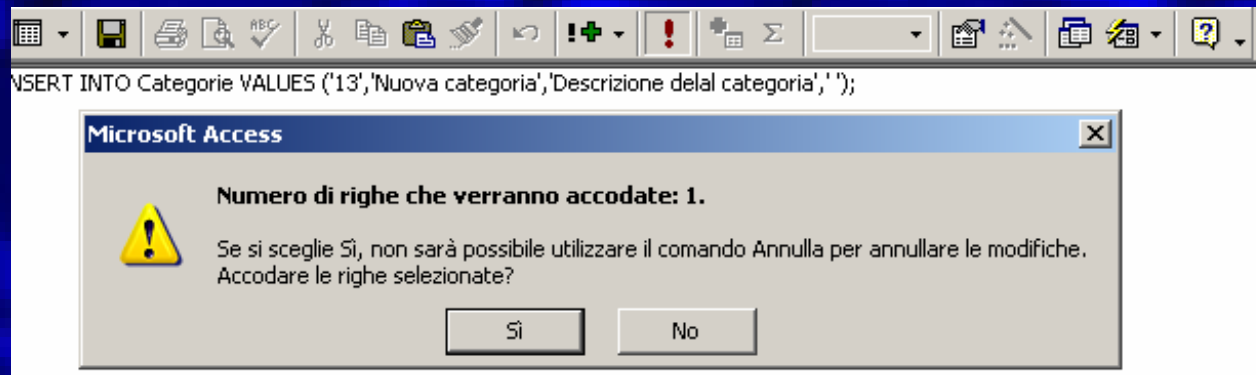 ABC
NSERT INTO Categorie VALUES ('13','Nuova categoria','Descrizione delal categoria',' ');
Microsoft Access
Numero di righe che verranno accodate: 1.
Se si sceglie Sì, non sarà possibile utilizzare il comando Annulla per annullare le modifiche.
Accodare le righe selezionate?
Sì No